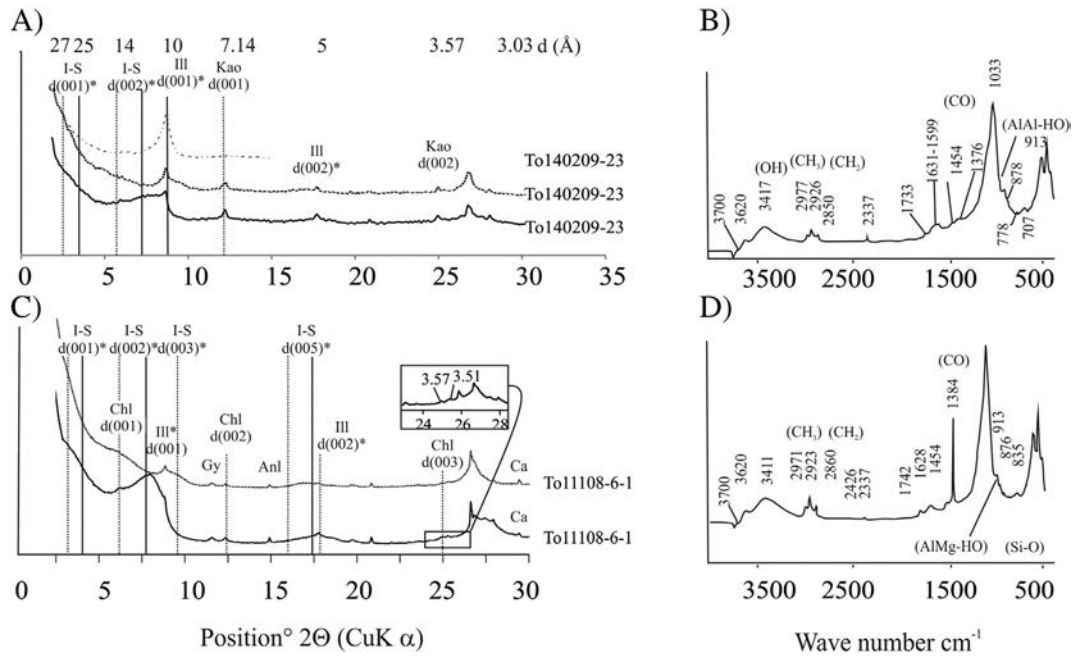 A)
27 25 14 10 7.14 5 3.57 3.03 d (Å)
I-S d(001)*
I-S d(002)*
Ill d(001)*
Kao d(001)
Ill d(002)*
Kao d(002)
To140209-23
To140209-23
To140209-23
0 5 10 15 20 25 30 35
B)
3700
3620
3417
(OH)
2977
2926
2850
(CH₃) (CH₂)
2337
1733
1631-1599
1454
1376
(CO)
1033
(AlAl-HO)
913
878
778
707
3500 2500 1500 500
C)
I-S d(001)*
I-S d(002)*
I-S d(003)*
I-S d(005)*
Chl d(001)
Ill* d(001)
Chl d(002)
Gy
Anl
Ill d(002)*
Chl d(003)
3.57 3.51
24 26 28
Ca
To11108-6-1
Ca
To11108-6-1
0 5 10 15 20 25 30
Position° 2Θ (CuK α)
D)
3700
3620
3411
2971
2923
2860
(CH₃) (CH₂)
2426
2337
1742
1628
1454
1384
(CO)
913
876
835
(AlMg-HO)
(Si-O)
3500 2500 1500 500
Wave number cm⁻¹